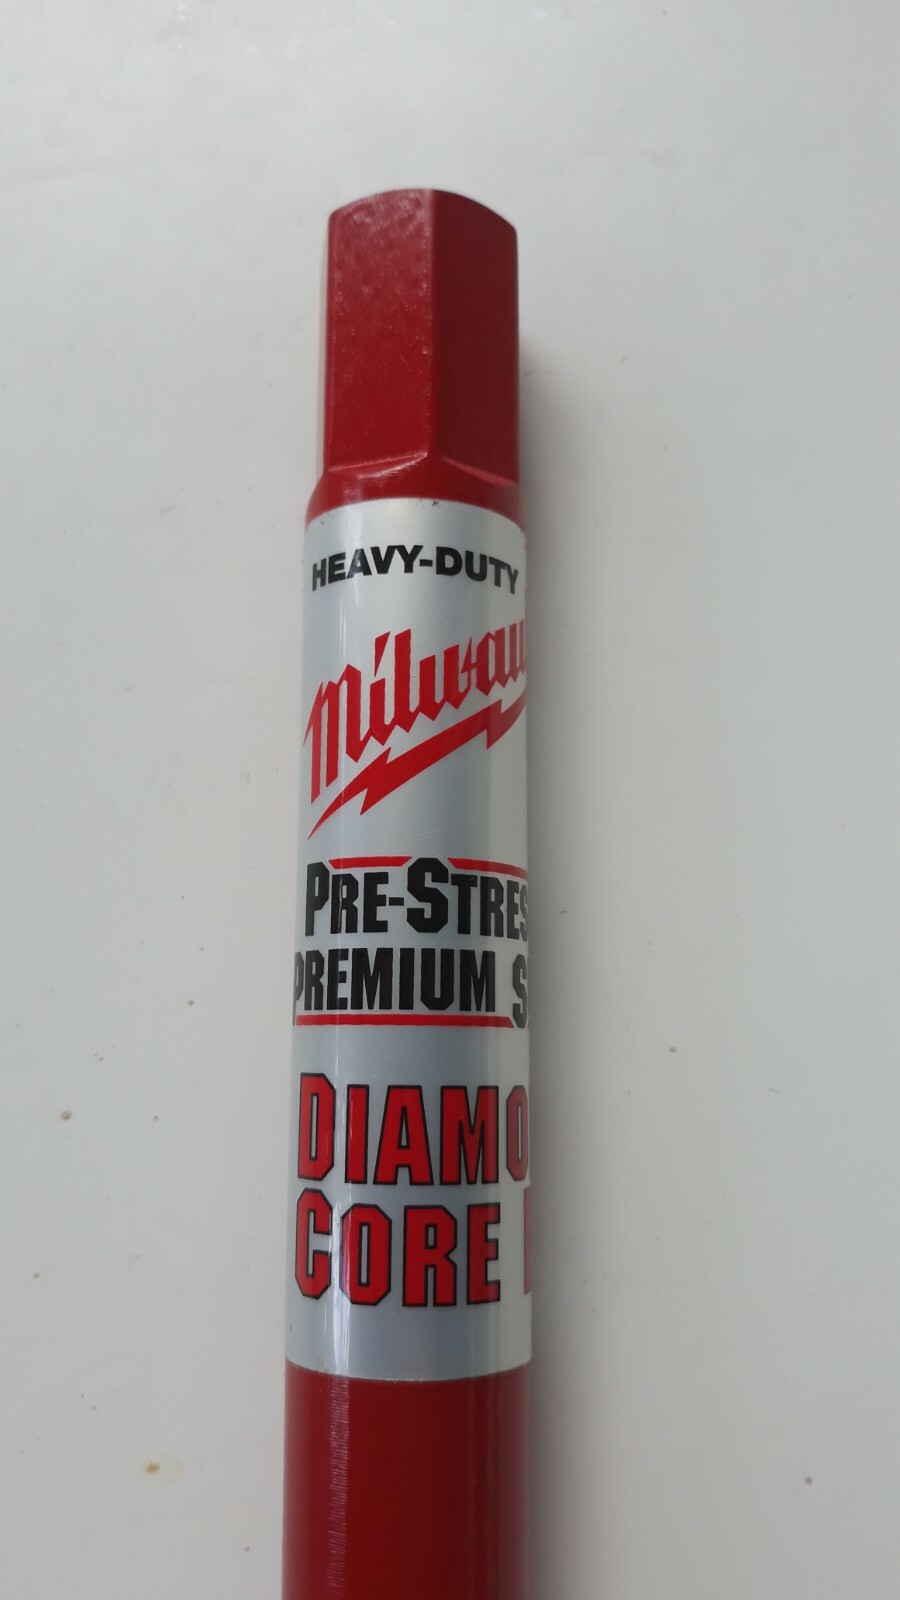 HEAVY-DUTY
Milwau
PRE-STRES
PREMIUM S
DIAMO
CORE